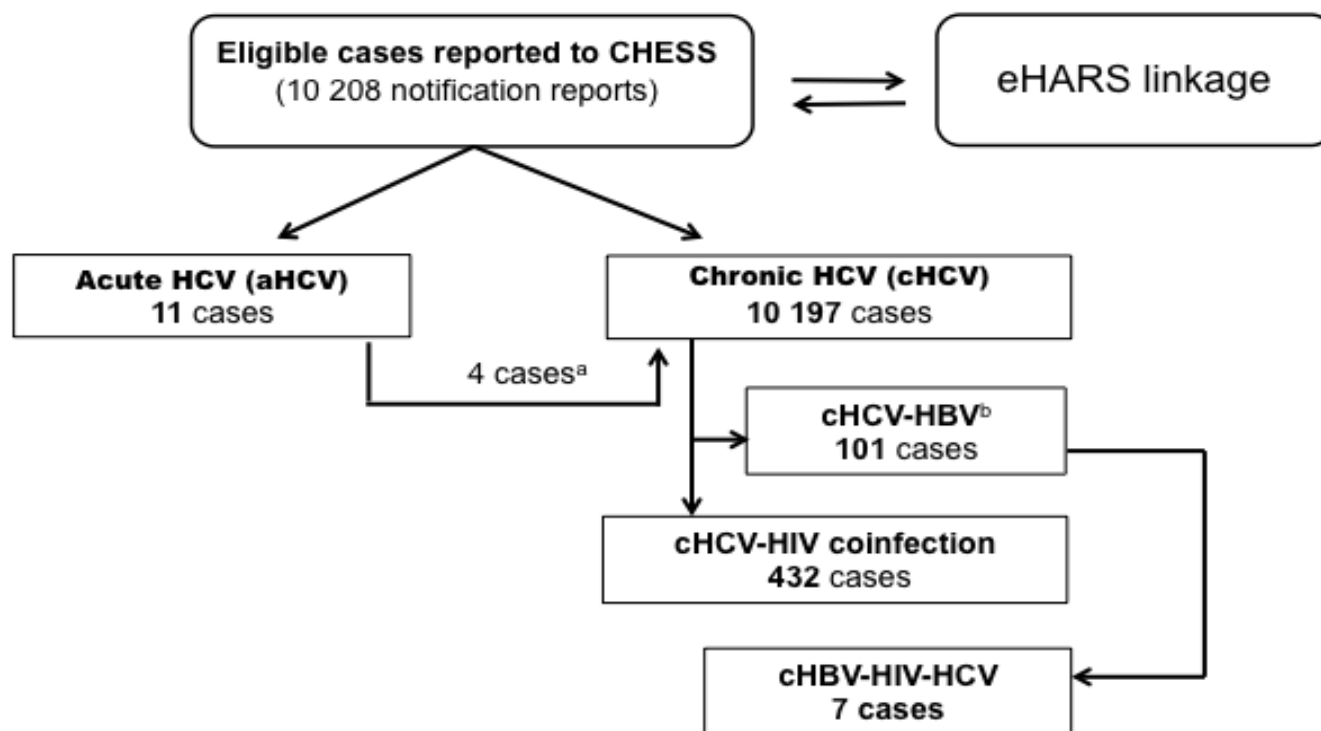 Eligible cases reported to CHESS
(10 208 notification reports)
eHARS linkage
Acute HCV (aHCV)
11 cases
Chronic HCV (cHCV)
10 197 cases
4 casesᵃ
cHCV-HBVᵇ
101 cases
cHCV-HIV coinfection
432 cases
cHBV-HIV-HCV
7 cases